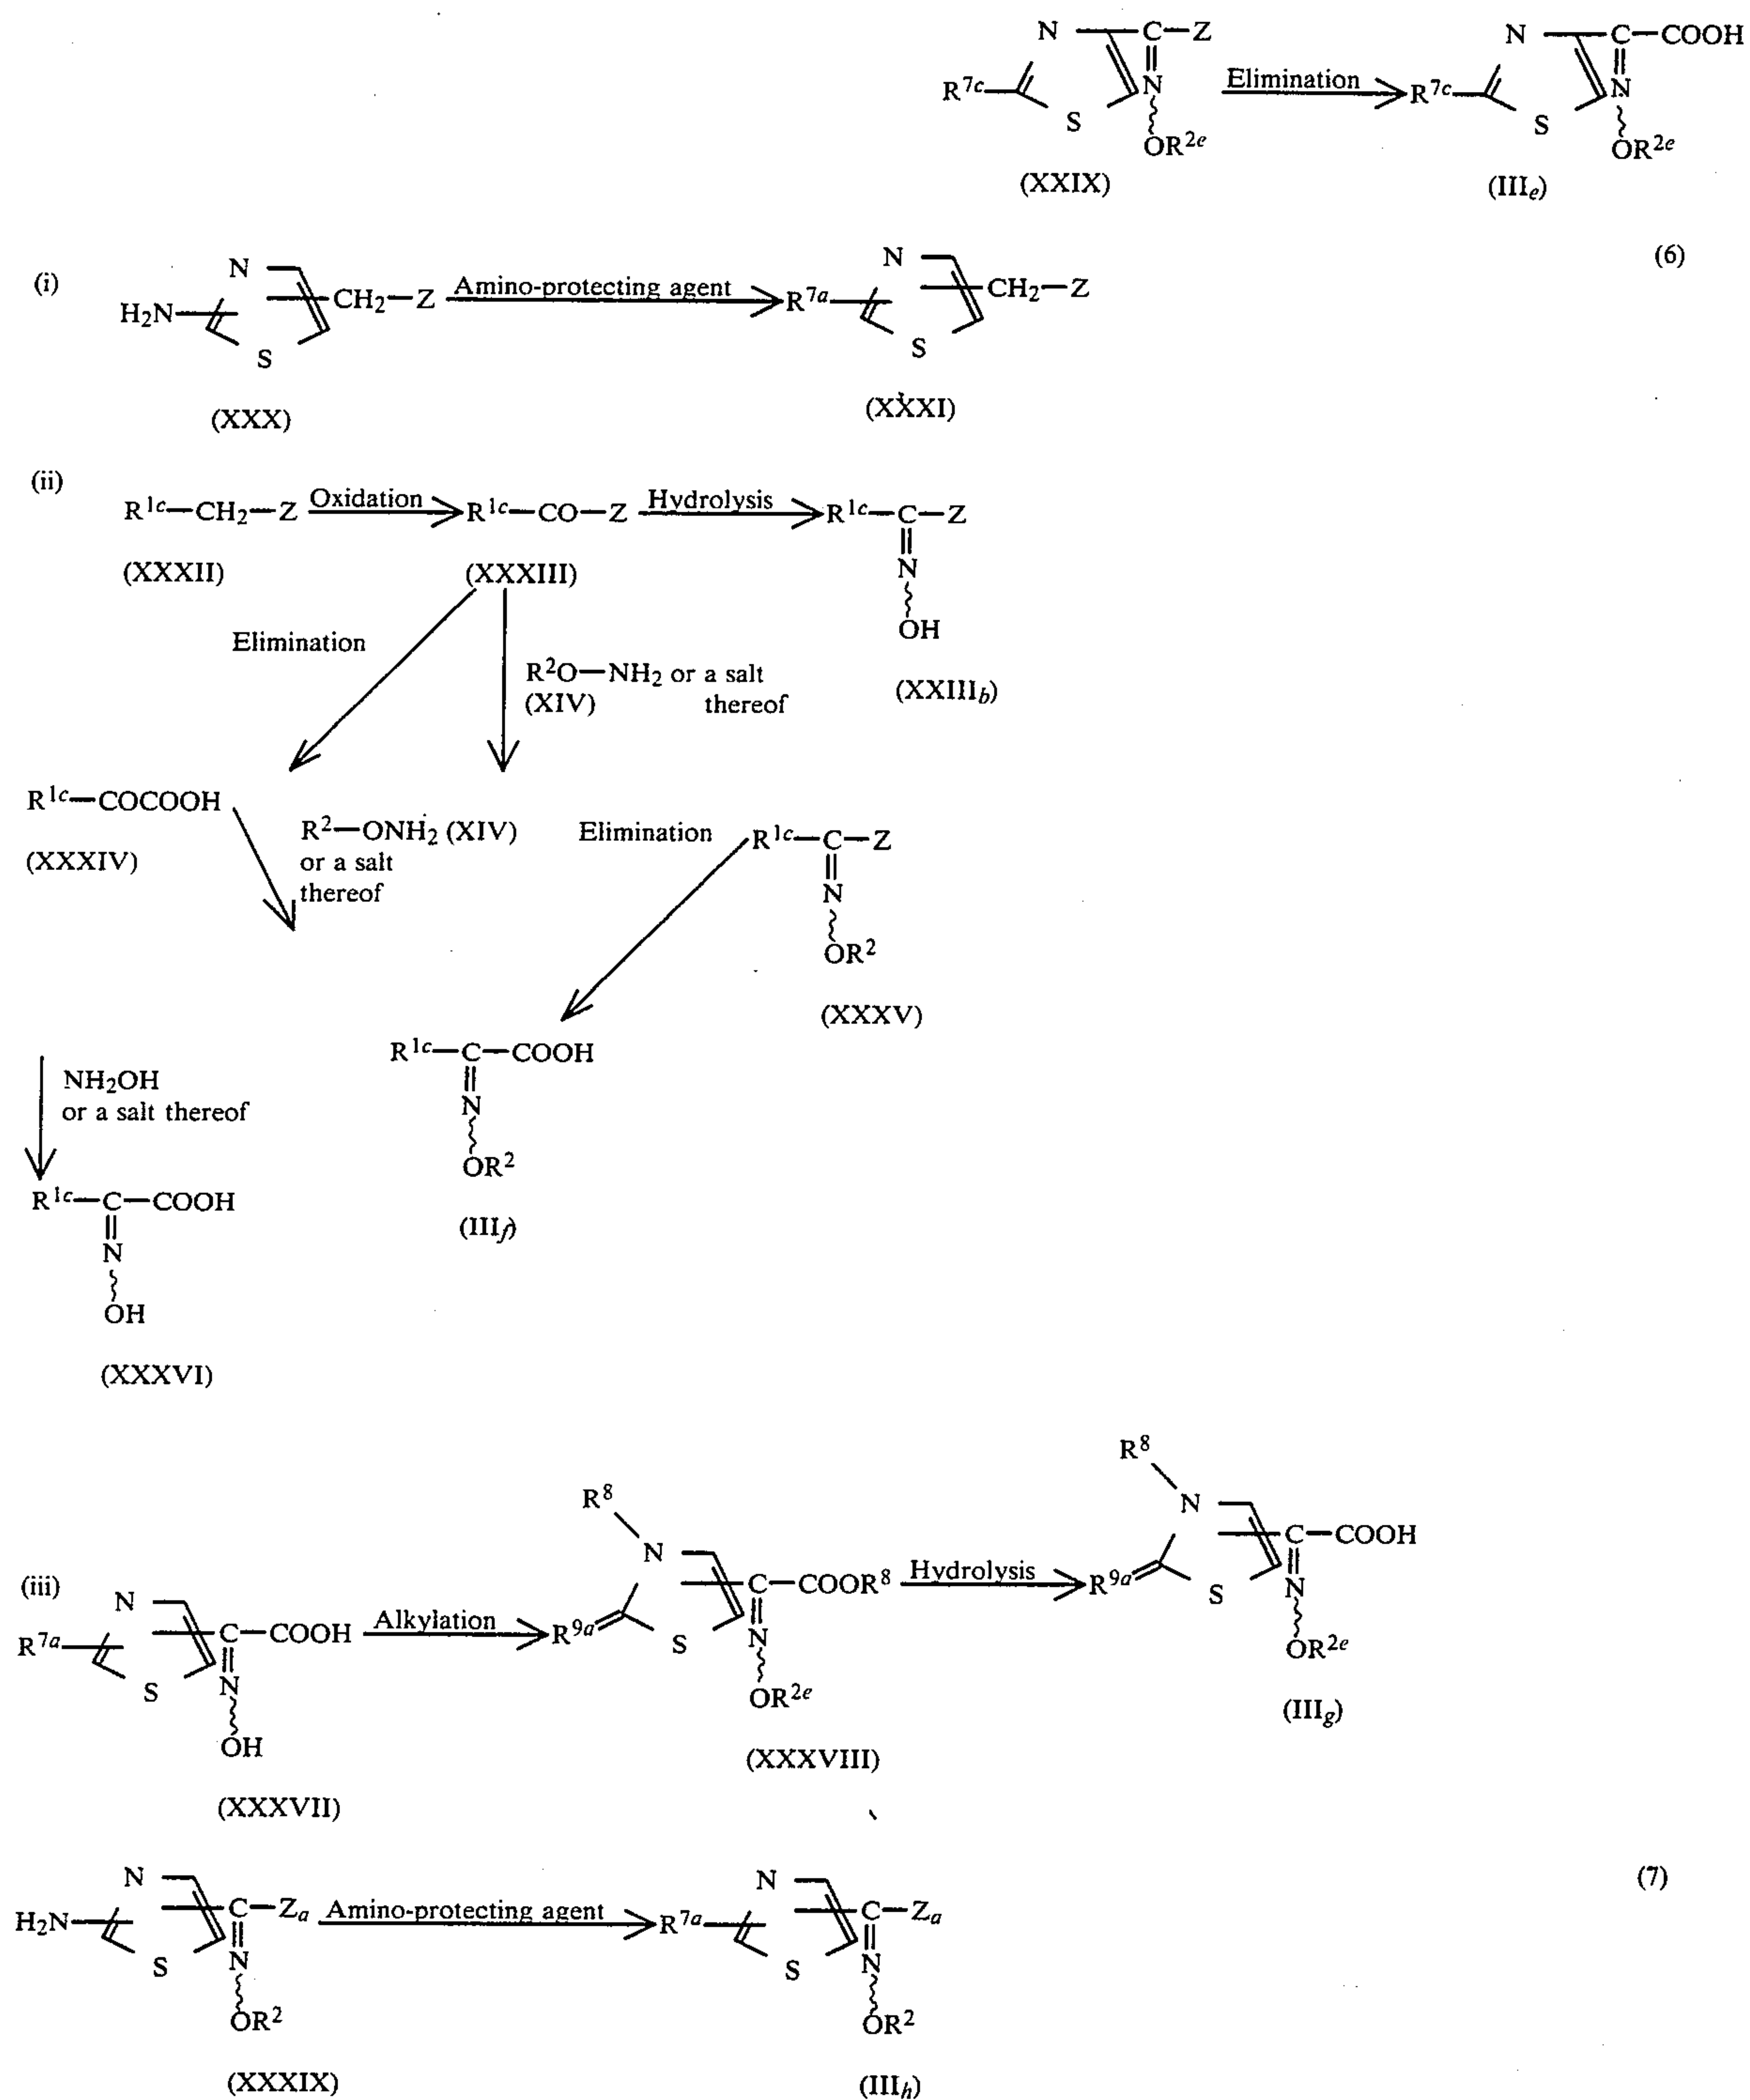 N C—Z N C—COOH
R7c N Elimination R7c N
S S
OR2e OR2e
(XXIX) (IIIe)
(6)
(i) N N
H2N CH2—Z Amino-protecting agent R7a CH2—Z
S S
(XXX) (XXXI)
(ii)
R1c—CH2—Z Oxidation R1c—CO—Z Hydrolysis R1c—C—Z
N
(XXXII) (XXXIII)
OH
Elimination
R2O—NH2 or a salt
(XIV) thereof
(XXIIIb)
R1c—COCOOH
(XXXIV)
R2—ONH2 (XIV)
or a salt
thereof
Elimination R1c—C—Z
N
OR2
(XXXV)
R1c—C—COOH
N
OR2
(IIIf)
NH2OH
or a salt thereof
R1c—C—COOH
N
OH
(XXXVI)
(iii)
N
R7a C—COOH
S N
OH
(XXXVII)
Alkylation
R8
N
C—COOR8
R9a S N
OR2e
(XXXVIII)
Hydrolysis
R8
N
C—COOH
R9a S N
OR2e
(IIIg)
(7)
N N
H2N C—Za Amino-protecting agent R7a C—Za
S N S N
OR2 OR2
(XXXIX) (IIIh)